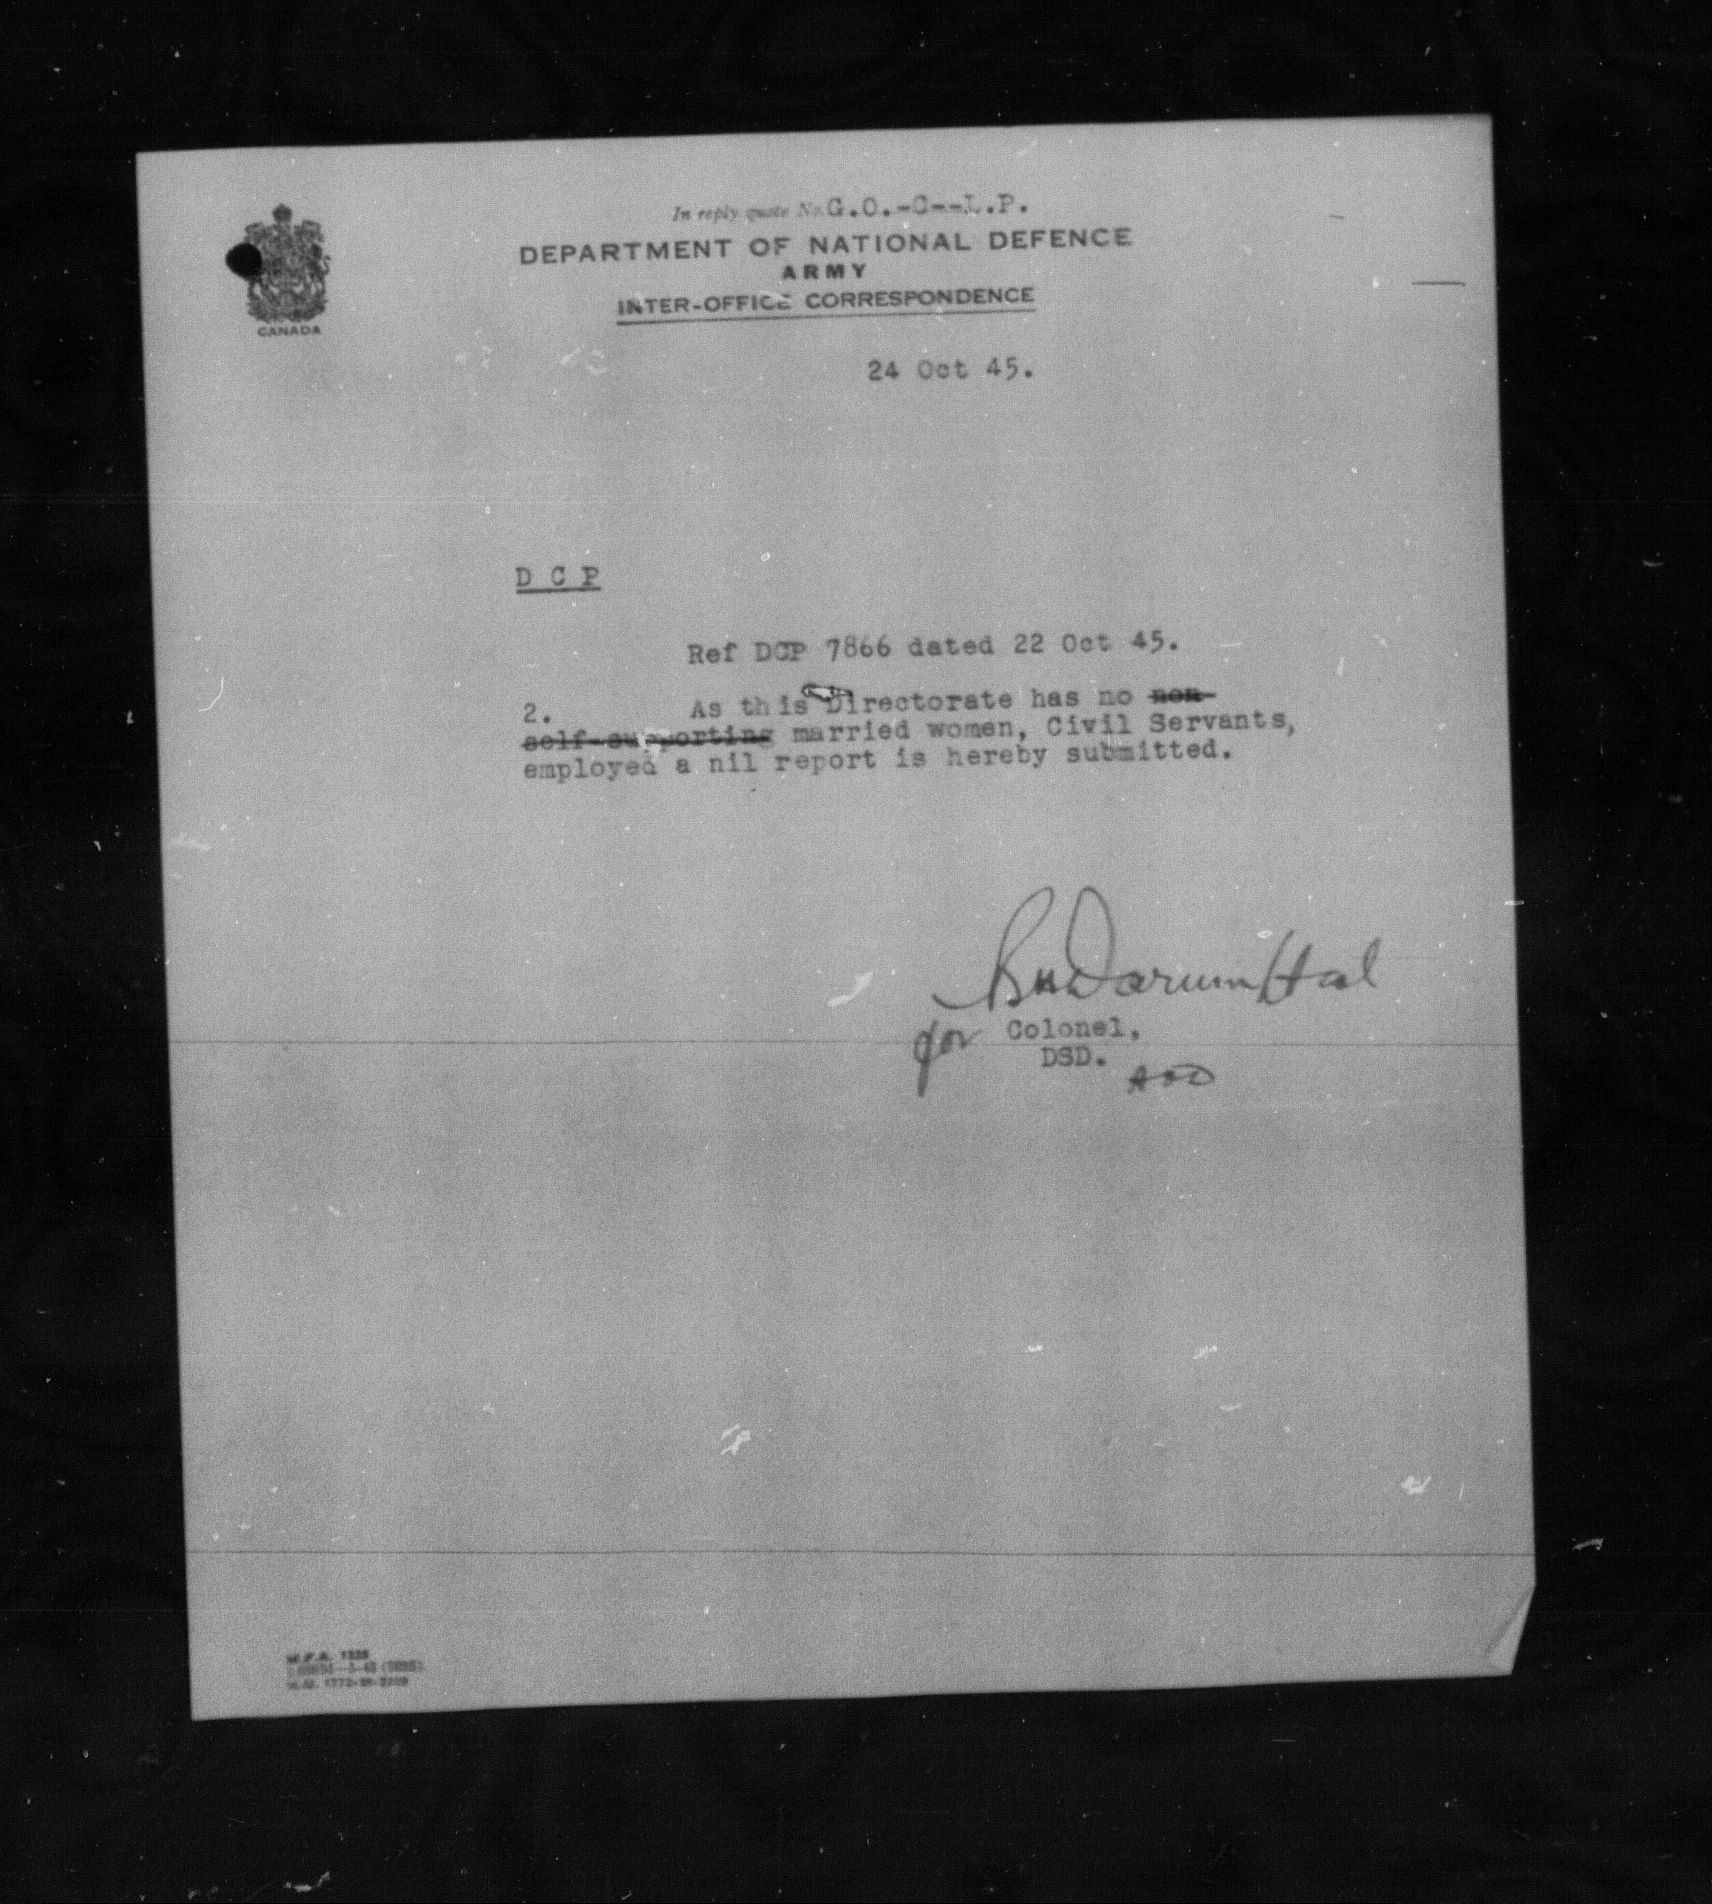 In reply quote No. G.O.-C--L.P.
DEPARTMENT OF NATIONAL DEFENCE
ARMY
INTER-OFFICE CORRESPONDENCE
CANADA
24 Oct 45.
D C P
Ref DCP 7866 dated 22 Oct 45.
2. As this Directorate has no non-
self-supporting married women, Civil Servants,
employed a nil report is hereby submitted.
for Colonel,
DSD.
M.F.A.